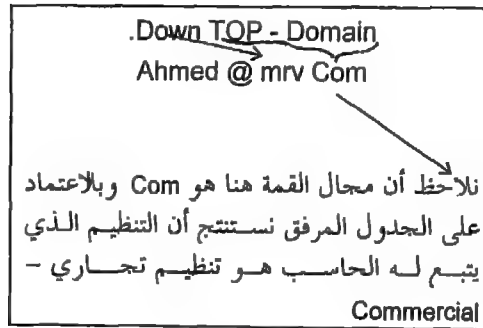 .Down TOP - Domain
Ahmed @ mrv Com
نلاحظ أن مجال القمة هنا هو Com وبالاعتماد
على الجدول المرفق نستنتج أن التنظيم الذي
يتبع له الحاسب هو تنظيم تجاري –
Commercial